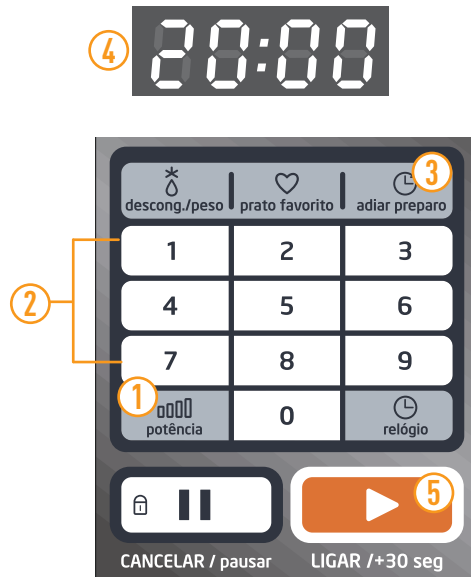 4 20:00
descong./peso prato favorito adiar preparo 3
1 2 3
2
4 5 6
7 8 9
1
potência 0 relógio
5
CANCELAR / pausar LIGAR /+30 seg